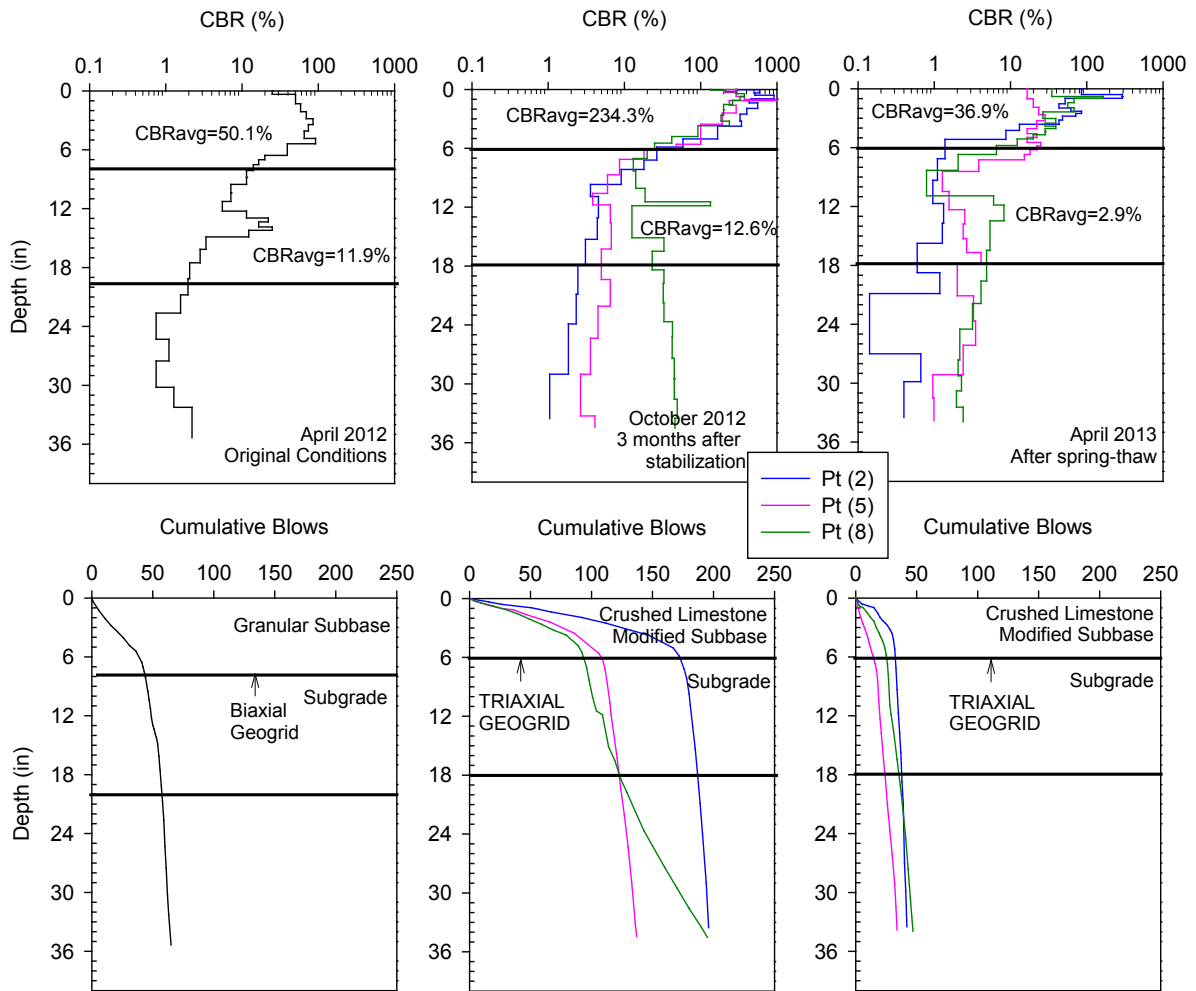 CBR (%)
CBR (%)
CBR (%)
0.1 1 10 100 1000
0.1 1 10 100 1000
0.1 1 10 100 1000
Depth (in)
0
6
12
18
24
30
36
CBRavg=50.1%
CBRavg=11.9%
April 2012
Original Conditions
0
6
12
18
24
30
36
CBRavg=234.3%
CBRavg=12.6%
October 2012
3 months after
stabilization
0
6
12
18
24
30
36
CBRavg=36.9%
CBRavg=2.9%
April 2013
After spring-thaw
Pt (2)
Pt (5)
Pt (8)
Cumulative Blows
Cumulative Blows
Cumulative Blows
0 50 100 150 200 250
0 50 100 150 200 250
0 50 100 150 200 250
Depth (in)
0
6
12
18
24
30
36
Granular Subbase
Subgrade
Biaxial
Geogrid
0
6
12
18
24
30
36
Crushed Limestone
Modified Subbase
Subgrade
TRIAXIAL
GEOGRID
0
6
12
18
24
30
36
Crushed Limestone
Modified Subbase
Subgrade
TRIAXIAL
GEOGRID